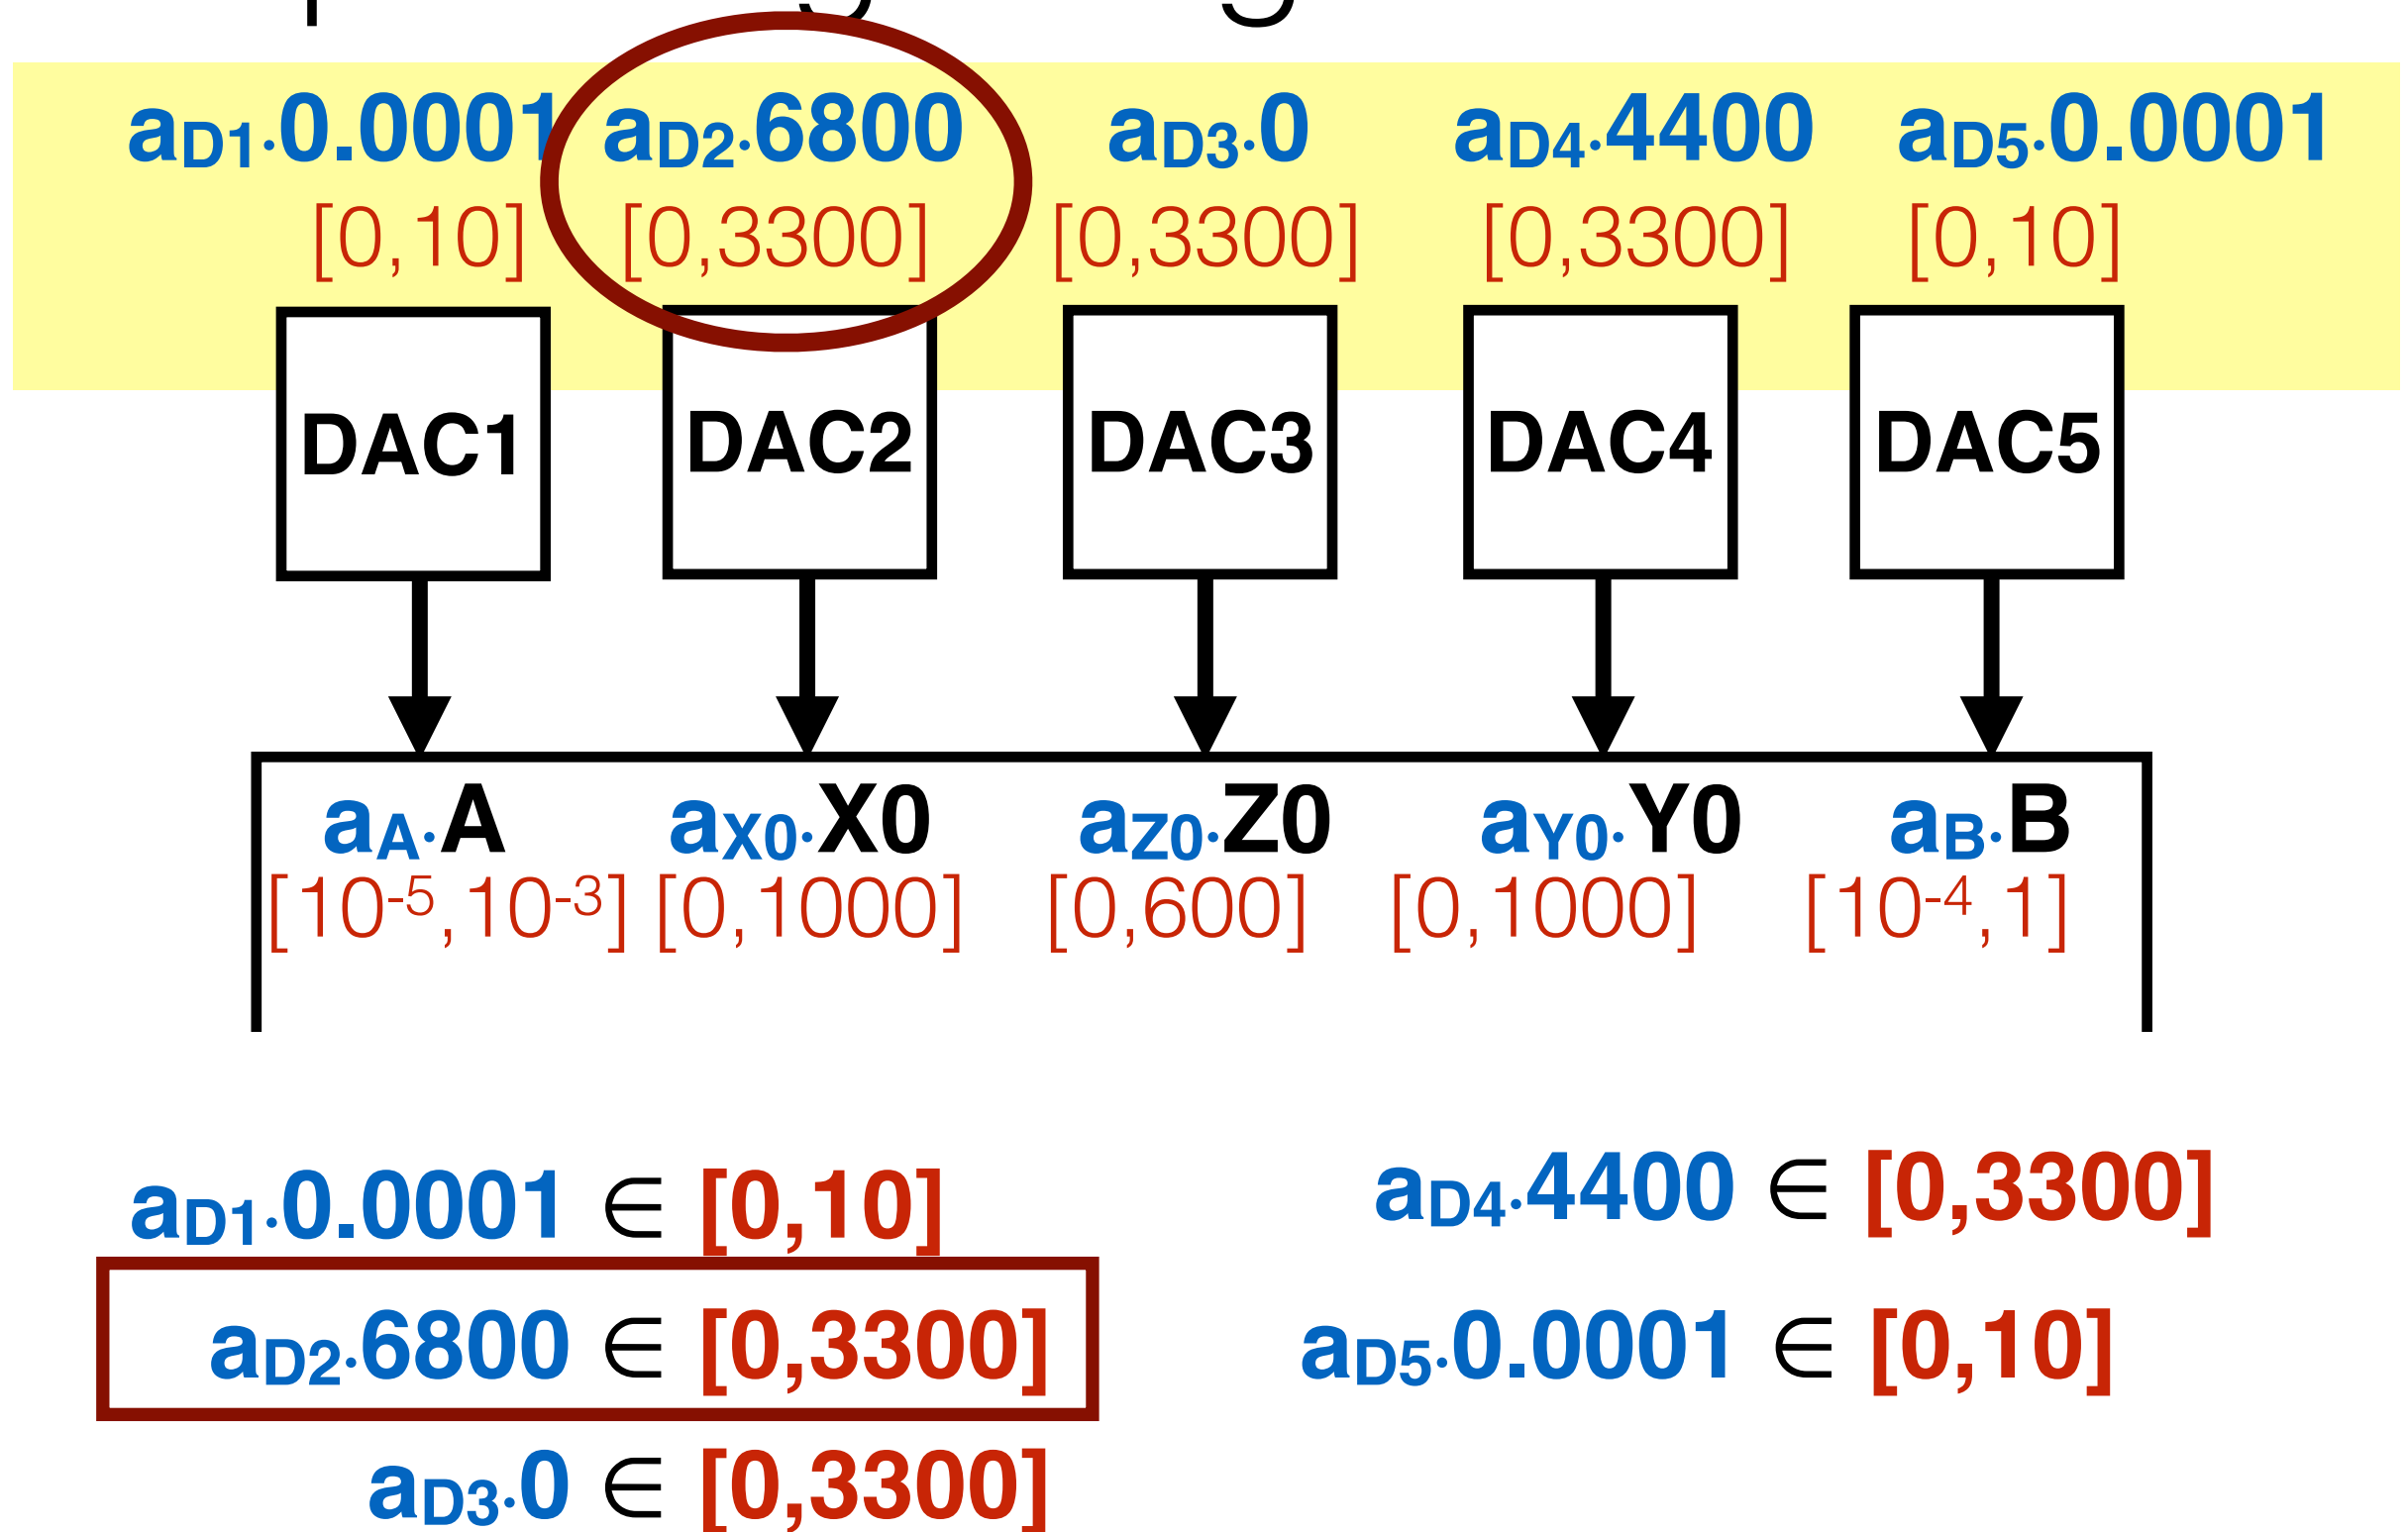 aD1·0.0001 aD2·6800 aD3·0 aD4·4400 aD5·0.0001
[0,10] [0,3300] [0,3300] [0,3300] [0,10]
DAC1 DAC2 DAC3 DAC4 DAC5
aA·A aX0·X0 aZ0·Z0 aY0·Y0 aB·B
[10-5,10-3] [0,1000] [0,600] [0,1000] [10-4,1]
aD1·0.0001 ∈ [0,10]
aD2·6800 ∈ [0,3300]
aD3·0 ∈ [0,3300]
aD4·4400 ∈ [0,3300]
aD5·0.0001 ∈ [0,10]